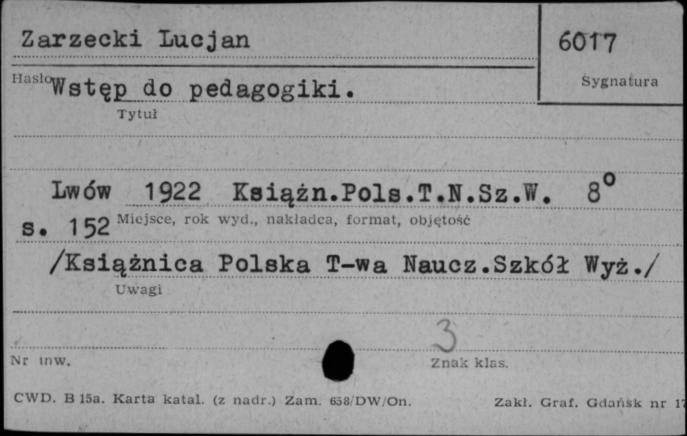 Zarzecki Lucjan
6017
Hasło
Sygnatura
Wstęp do pedagogiki.
Tytuł
Lwów 1922 Książn.Pols.T.N.Sz.W. 8°
s. 152
Miejsce, rok wyd., nakładca, format, objętość
/Książnica Polska T-wa Naucz.Szkół Wyż./
Uwagi
3
Nr inw.
Znak klas.
CWD. B 15a. Karta katal. (z nadr.) Zam. 658/DW/On.
Zakł. Graf. Gdańsk nr